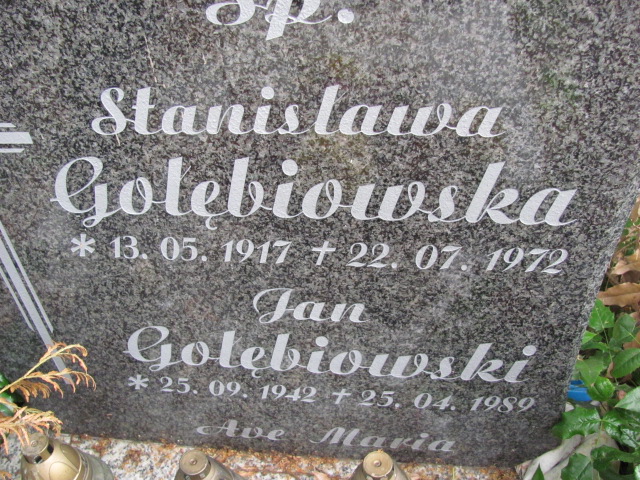 Śp.
Stanisława
Gołębiowska
* 13. 05. 1917 + 22. 07. 1972
Jan
Gołębiowski
* 25. 09. 1942 + 25. 04. 1989
Ave Maria